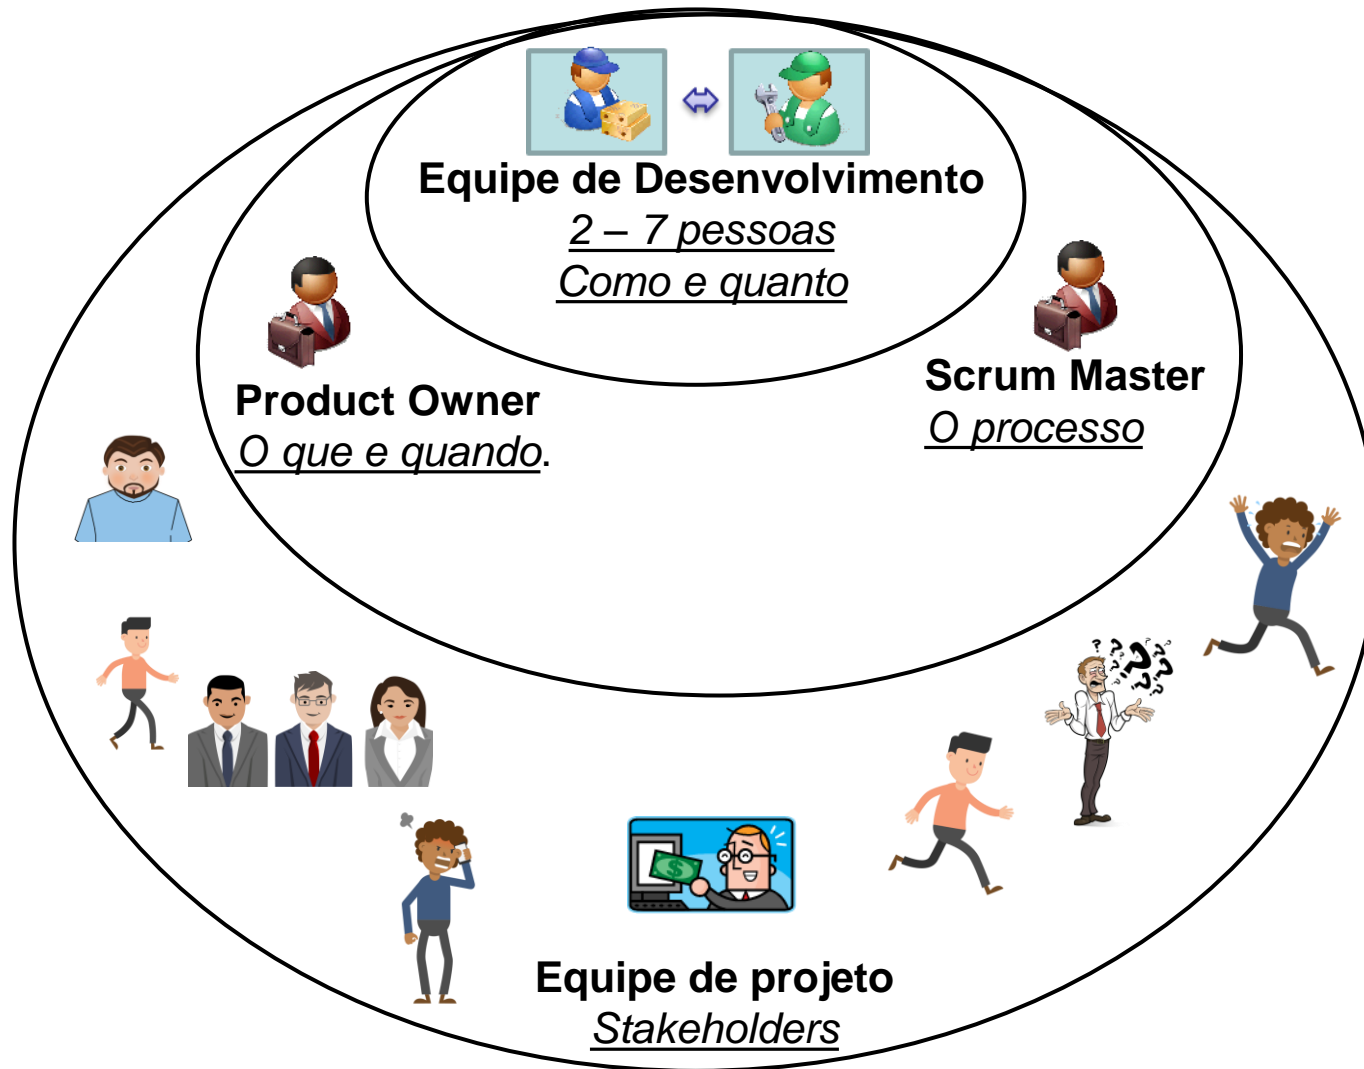 Equipe de Desenvolvimento
2 – 7 pessoas
Como e quanto
Product Owner
O que e quando.
Scrum Master
O processo
Equipe de projeto
Stakeholders